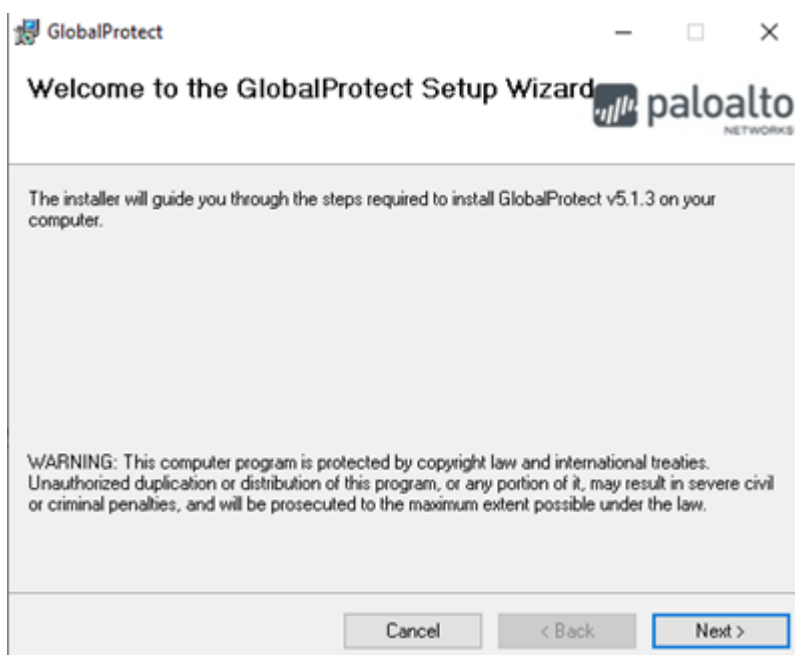 GlobalProtect
Welcome to the GlobalProtect Setup Wizard
paloalto
NETWORKS
The installer will guide you through the steps required to install GlobalProtect v5.1.3 on your
computer.
WARNING: This computer program is protected by copyright law and international treaties.
Unauthorized duplication or distribution of this program, or any portion of it, may result in severe civil
or criminal penalties, and will be prosecuted to the maximum extent possible under the law.
Cancel
< Back
Next >